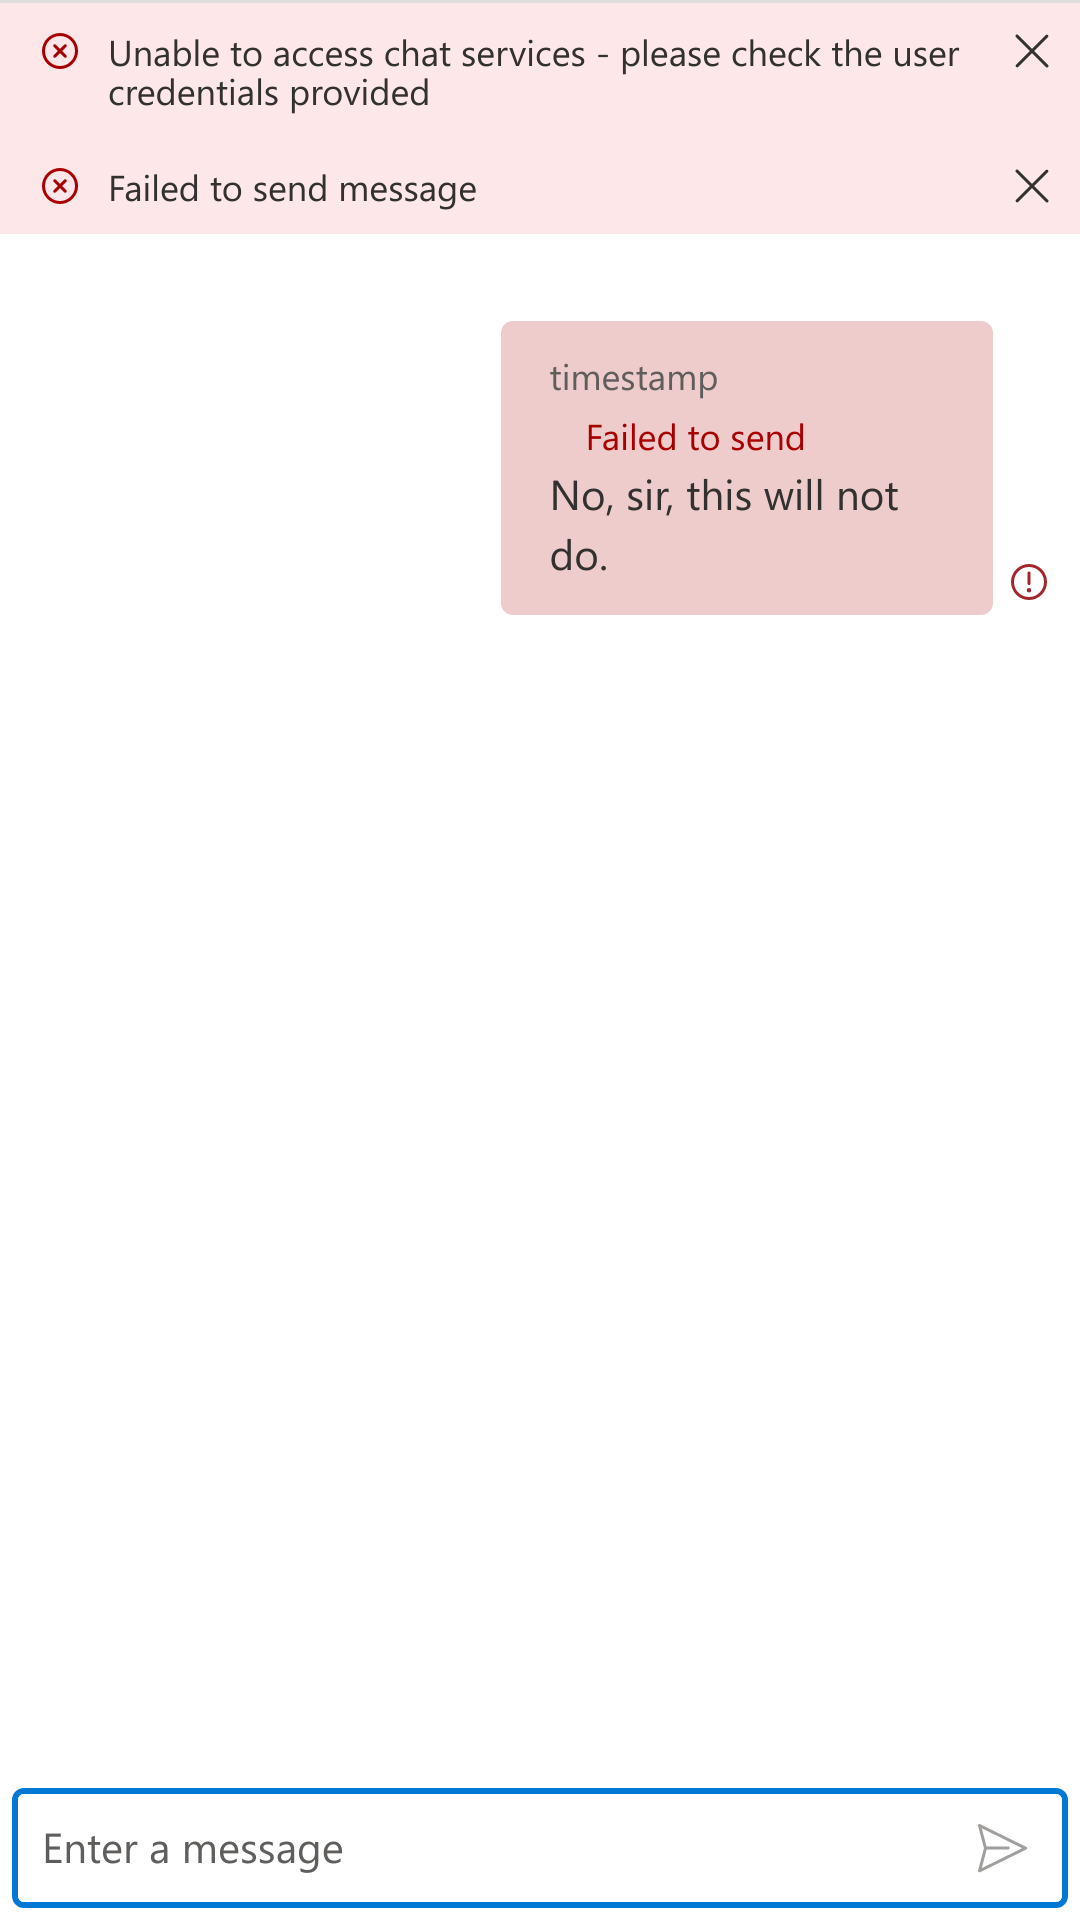 Unable to access chat services - please check the user
credentials provided
Failed to send message
timestamp
Failed to send
No, sir, this will not
do.
Enter a message